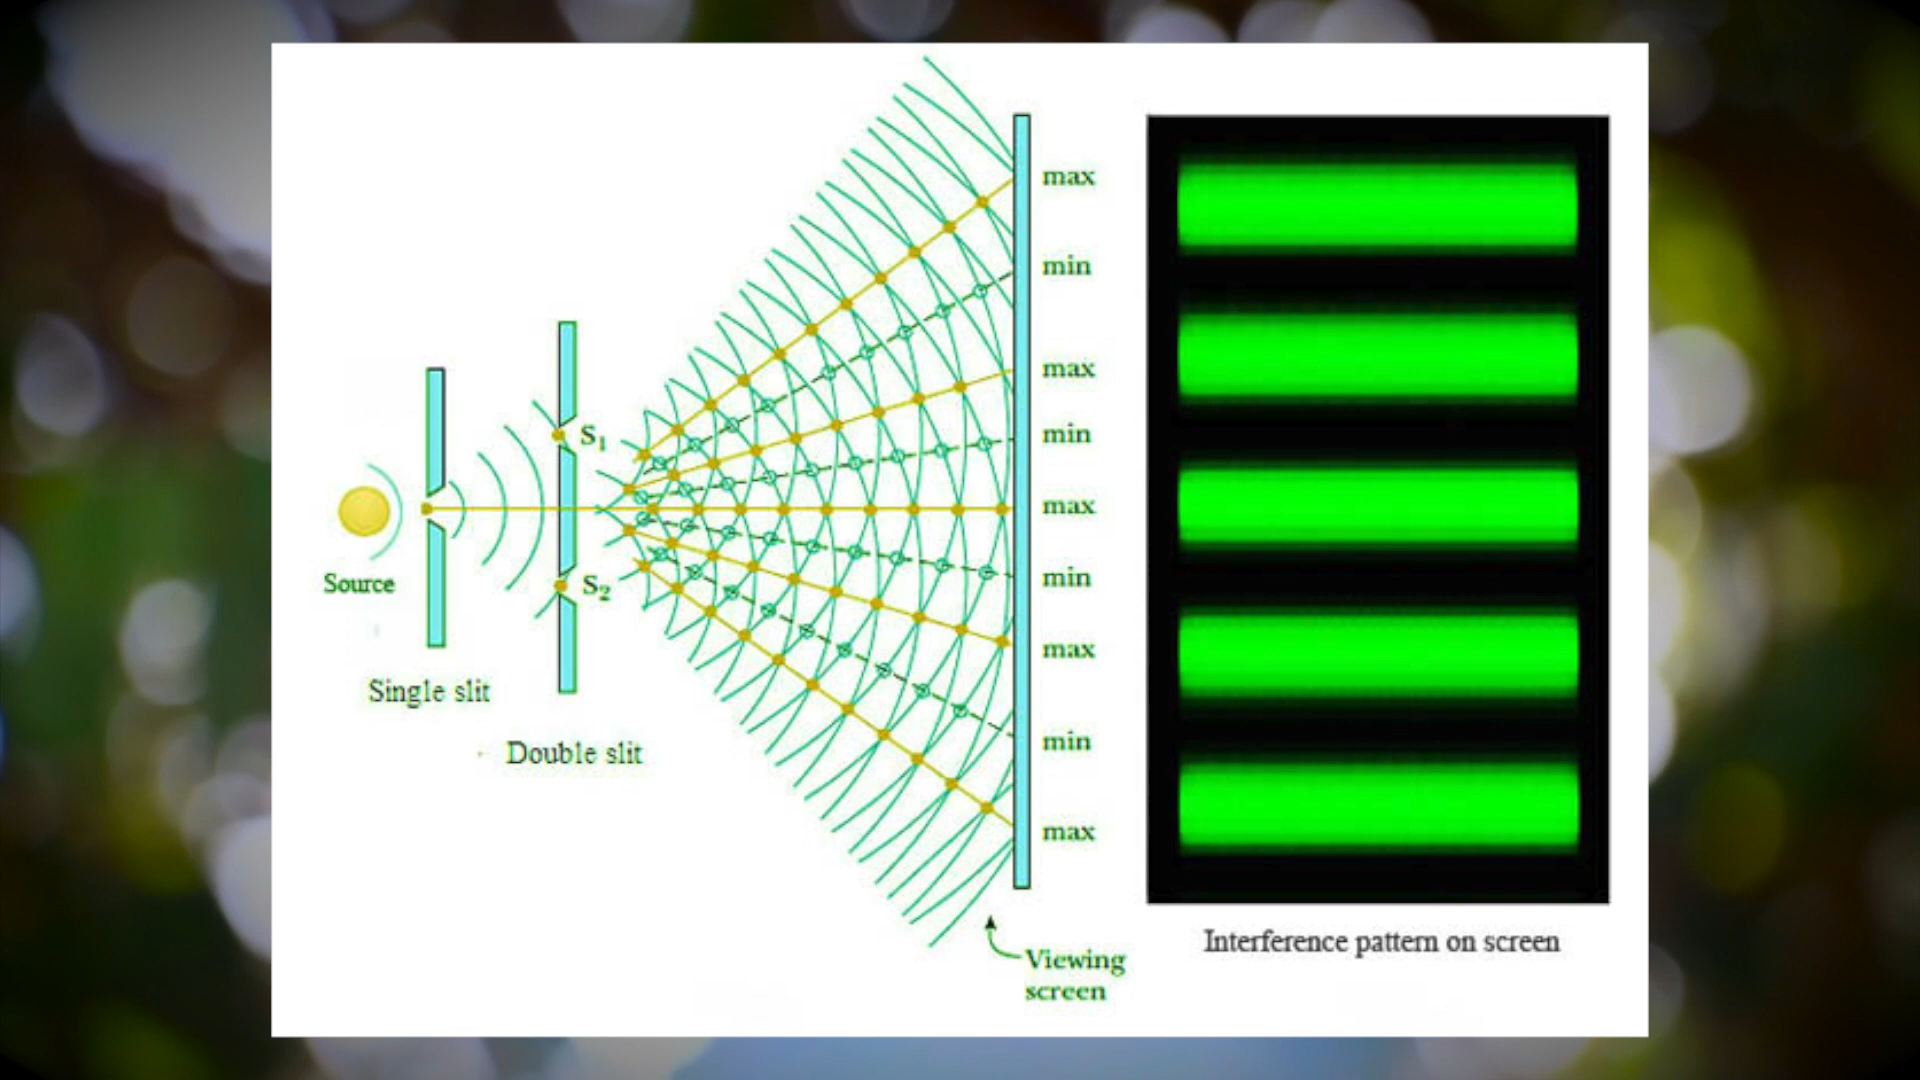 max
min
max
min
max
min
max
min
max
S1
S2
Source
Single slit
Double slit
Viewing
screen
Interference pattern on screen